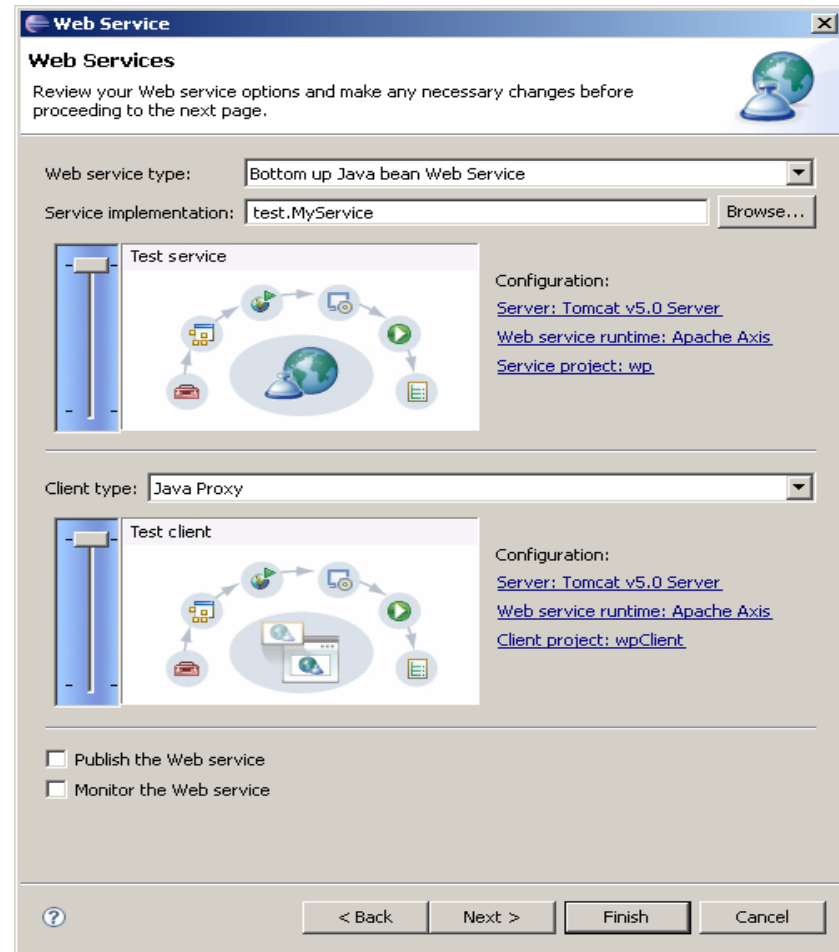 Web Service
Web Services
Review your Web service options and make any necessary changes before
proceeding to the next page.
Web service type: Bottom up Java bean Web Service
Service implementation: test.MyService Browse...
Test service
Configuration:
Server: Tomcat v5.0 Server
Web service runtime: Apache Axis
Service project: wp
Client type: Java Proxy
Test client
Configuration:
Server: Tomcat v5.0 Server
Web service runtime: Apache Axis
Client project: wpClient
Publish the Web service
Monitor the Web service
? < Back Next > Finish Cancel